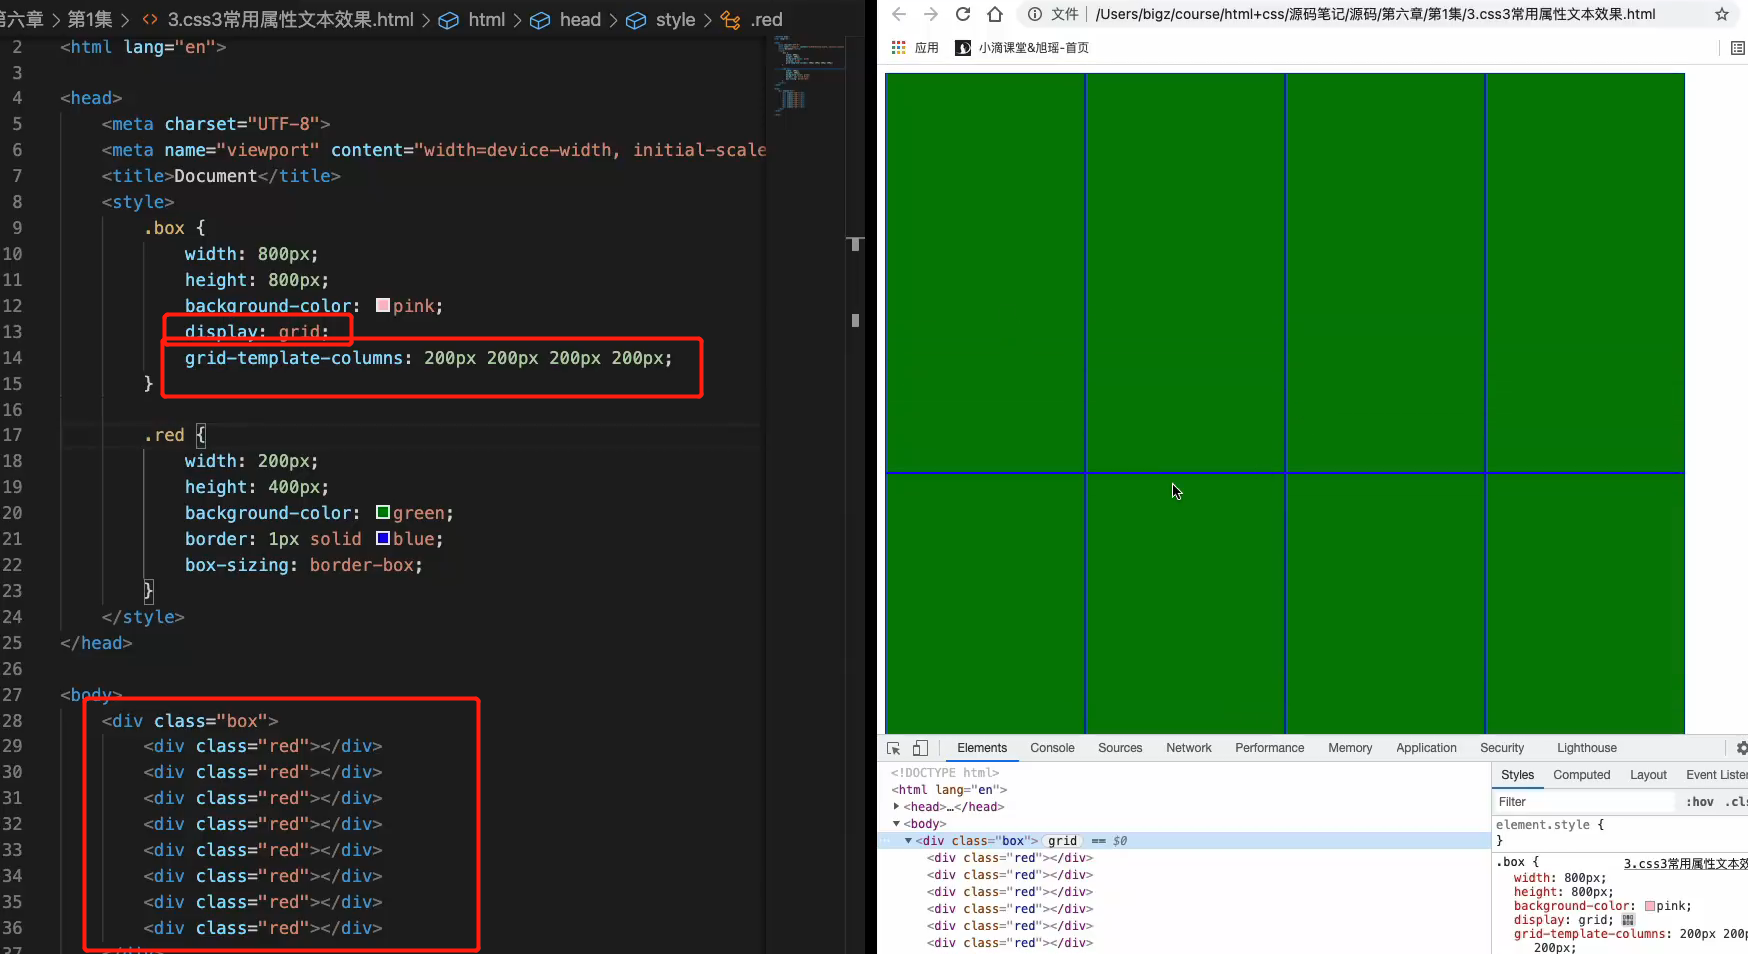 第六章 > 第1集 > <> 3.css3常用属性文本效果.html > html > head > style > .red
2 <html lang="en">
3
4 <head>
5 <meta charset="UTF-8">
6 <meta name="viewport" content="width=device-width, initial-scale
7 <title>Document</title>
8 <style>
9 .box {
10 width: 800px;
11 height: 800px;
12 background-color: pink;
13 display: grid;
14 grid-template-columns: 200px 200px 200px 200px;
15 }
16
17 .red {
18 width: 200px;
19 height: 400px;
20 background-color: green;
21 border: 1px solid blue;
22 box-sizing: border-box;
23 }
24 </style>
25 </head>
26
27 <body>
28 <div class="box">
29 <div class="red"></div>
30 <div class="red"></div>
31 <div class="red"></div>
32 <div class="red"></div>
33 <div class="red"></div>
34 <div class="red"></div>
35 <div class="red"></div>
36 <div class="red"></div>
37 </div>
文件 | /Users/bigz/course/html+css/源码笔记/源码/第六章/第1集/3.css3常用属性文本效果.html
应用 小滴课堂&旭瑶-首页
Elements Console Sources Network Performance Memory Application Security Lighthouse
<!DOCTYPE html>
<html lang="en">
<head>…</head>
<body>
<div class="box"> grid == $0
<div class="red"></div>
<div class="red"></div>
<div class="red"></div>
<div class="red"></div>
<div class="red"></div>
<div class="red"></div>
Styles Computed Layout Event Liste
Filter :hov .cl
element.style {
}
.box { 3.css3常用属性文本效
width: 800px;
height: 800px;
background-color: pink;
display: grid;
grid-template-columns: 200px 200p
200px;